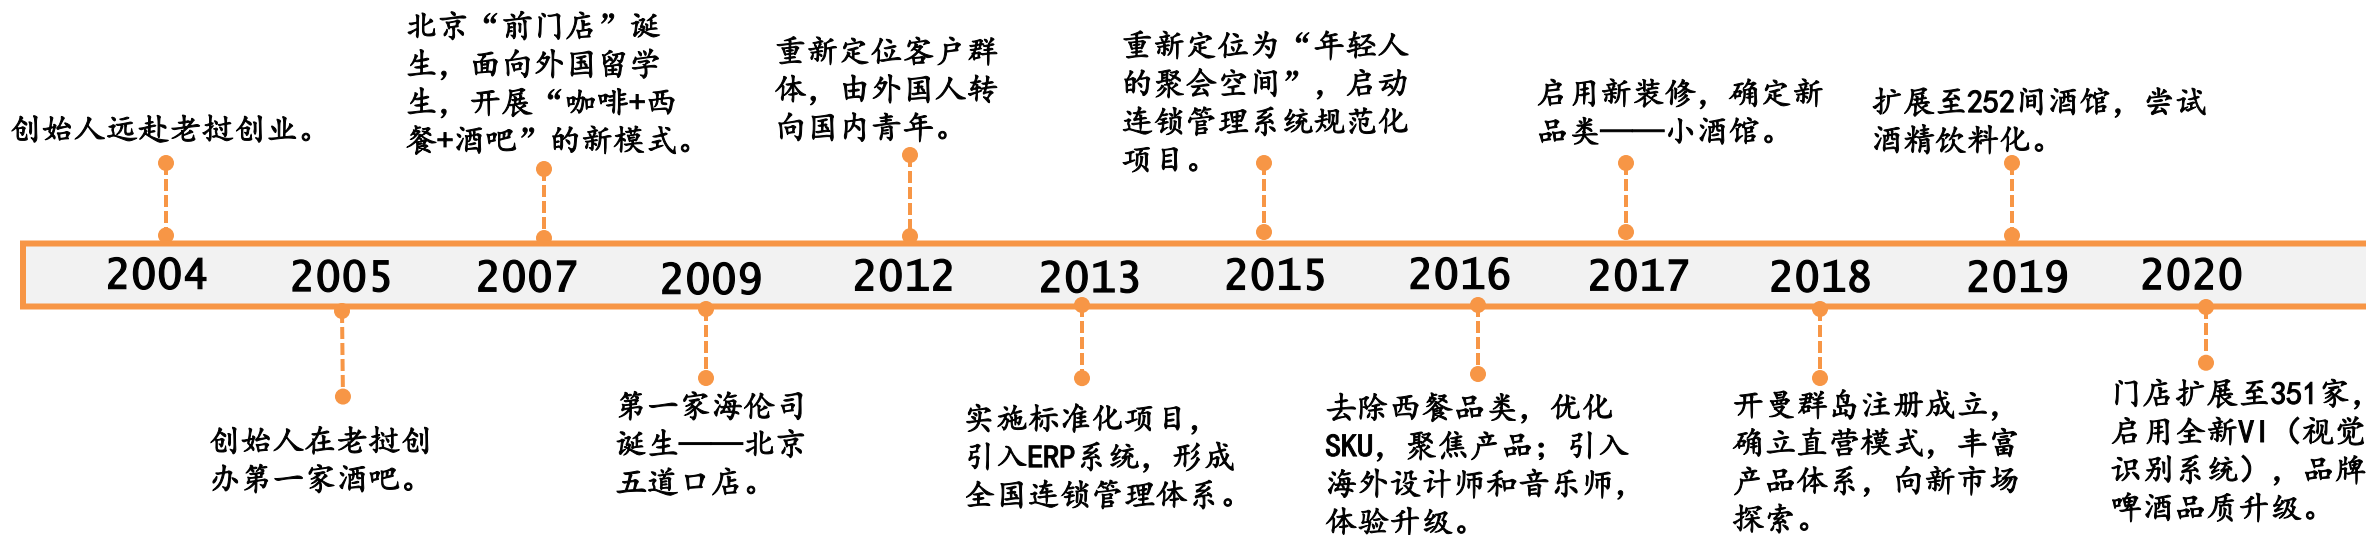 创始人远赴老挝创业。
北京“前门店”诞
生，面向外国留学
生，开展“咖啡+西
餐+酒吧”的新模式。
重新定位客户群
体，由外国人转
向国内青年。
重新定位为“年轻人
的聚会空间”，启动
连锁管理系统规范化
项目。
启用新装修，确定新
品类——小酒馆。
扩展至252间酒馆，尝试
酒精饮料化。
2004
2005
2007
2009
2012
2013
2015
2016
2017
2018
2019
2020
创始人在老挝创
办第一家酒吧。
第一家海伦司
诞生——北京
五道口店。
实施标准化项目，
引入ERP系统，形成
全国连锁管理体系。
去除西餐品类，优化
SKU，聚焦产品；引入
海外设计师和音乐师，
体验升级。
开曼群岛注册成立，
确立直营模式，丰富
产品体系，向新市场
探索。
门店扩展至351家，
启用全新VI（视觉
识别系统），品牌
啤酒品质升级。